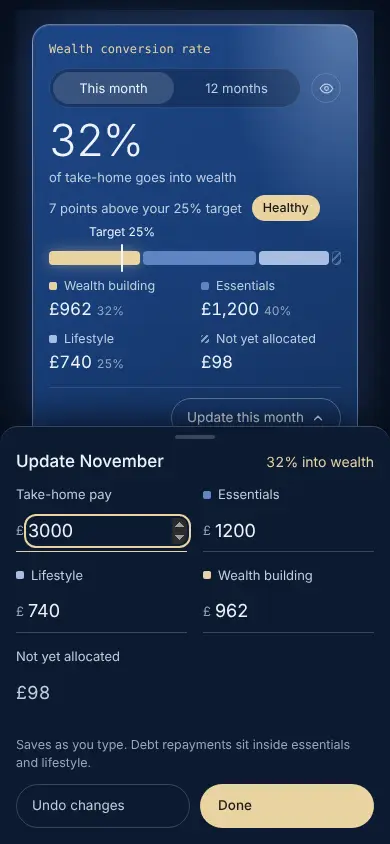 Wealth conversion rate
This month 12 months
32%
of take-home goes into wealth
7 points above your 25% target Healthy
Target 25%
Wealth building Essentials
£962 32% £1,200 40%
Lifestyle Not yet allocated
£740 25% £98
Update this month
Update November 32% into wealth
Take-home pay Essentials
£ 3000 £ 1200
Lifestyle Wealth building
£ 740 £ 962
Not yet allocated
£98
Saves as you type. Debt repayments sit inside essentials
and lifestyle.
Undo changes Done